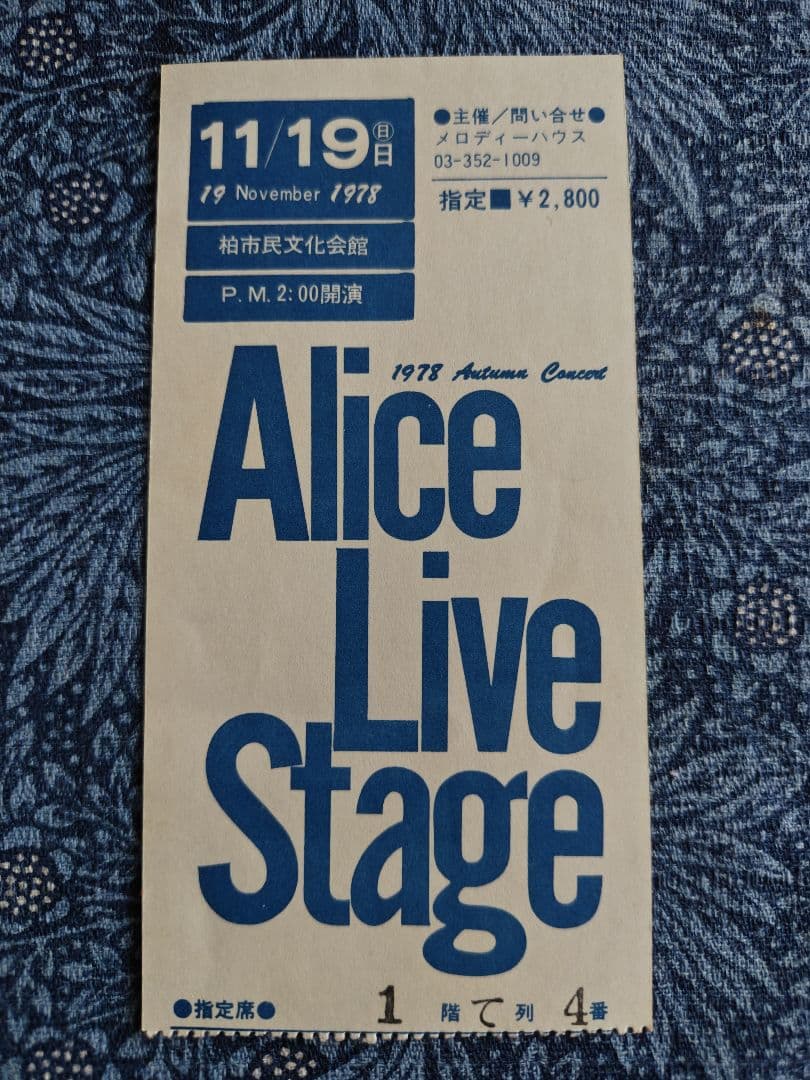 11/19㊐日
19 November 1978
柏市民文化会館
P.M.2:00開演
●主催/問い合せ●
メロディーハウス
03-352-1009
指定■¥2,800
1978 Autumn Concert
Alice
Live
Stage
●指定席● 1 階 て 列 4番